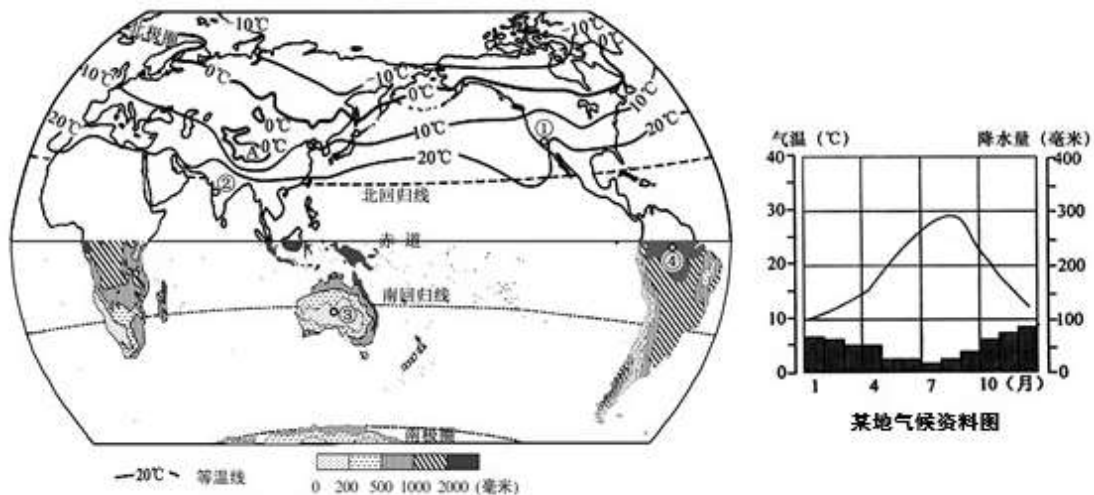 10℃
北极圈
-10℃
10℃
0℃
-10℃
0℃
10℃
0℃
20℃
0℃
A
0℃
10℃
①
20℃
20℃
②
北回归线
赤 道
④
南回归线
③
南极圈
20℃ 等温线
0 200 500 1000 2000 (毫米)
气温 (℃) 降水量 (毫米)
40 400
30 300
20 200
10 100
0 0
1 4 7 10 (月)
某地气候资料图